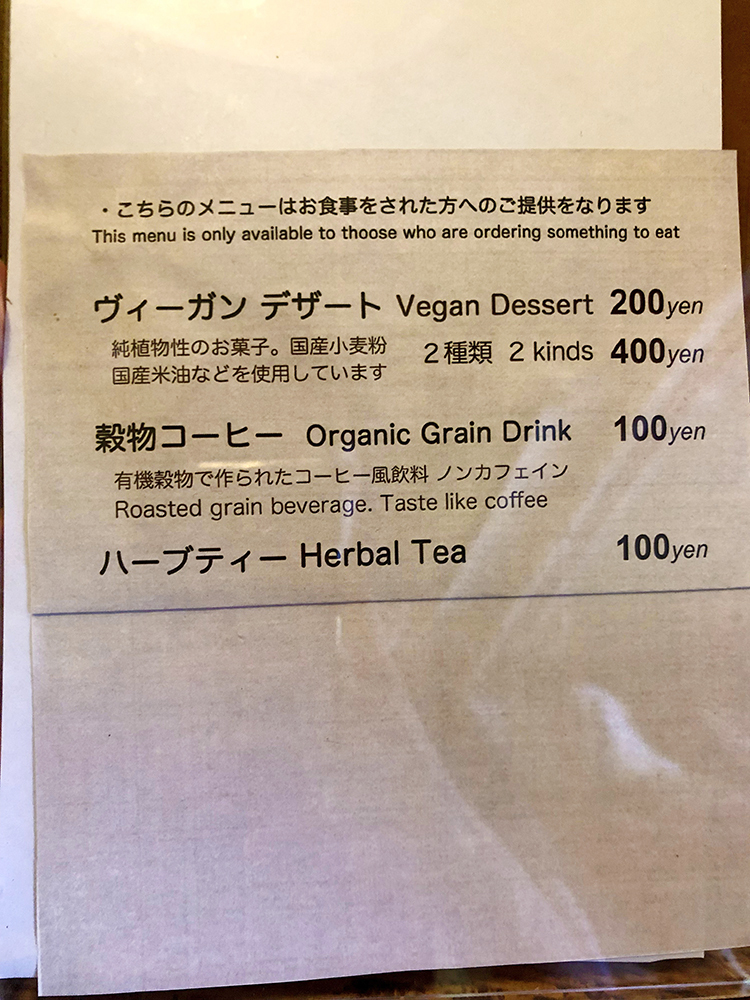 ・こちらのメニューはお食事をされた方へのご提供をなります
This menu is only available to thoose who are ordering something to eat
ヴィーガン デザート Vegan Dessert 200yen
純植物性のお菓子。国産小麦粉
国産米油などを使用しています
2種類 2 kinds 400yen
穀物コーヒー Organic Grain Drink 100yen
有機穀物で作られたコーヒー風飲料 ノンカフェイン
Roasted grain beverage. Taste like coffee
ハーブティー Herbal Tea 100yen